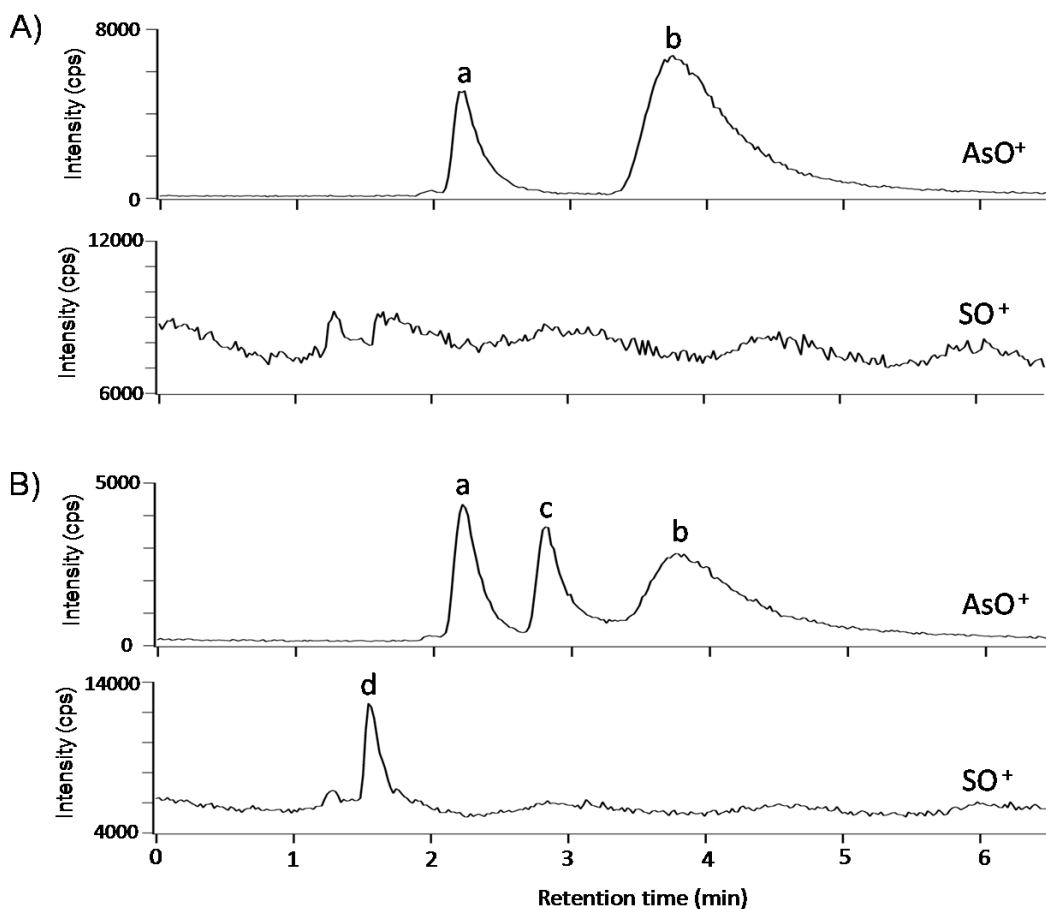 A)
8000
Intensity (cps)
0
a
b
AsO⁺
12000
Intensity (cps)
6000
SO⁺
B)
5000
Intensity (cps)
0
a
c
b
AsO⁺
14000
Intensity (cps)
4000
d
SO⁺
0 1 2 3 4 5 6
Retention time (min)